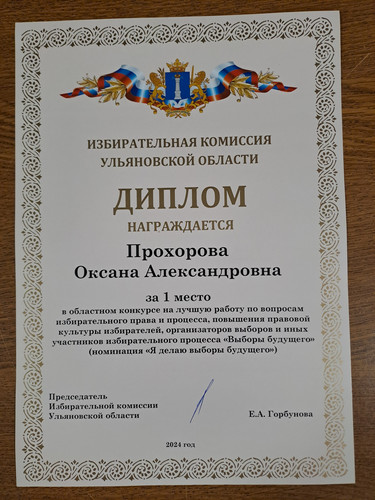 ИЗБИРАТЕЛЬНАЯ КОМИССИЯ
УЛЬЯНОВСКОЙ ОБЛАСТИ
ДИПЛОМ
НАГРАЖДАЕТСЯ
Прохорова
Оксана Александровна
за 1 место
в областном конкурсе на лучшую работу по вопросам
избирательного права и процесса, повышения правовой
культуры избирателей, организаторов выборов и иных
участников избирательного процесса «Выборы будущего»
(номинация «Я делаю выборы будущего»)
Председатель
Избирательной комиссии
Ульяновской области
Е.А. Горбунова
2024 год